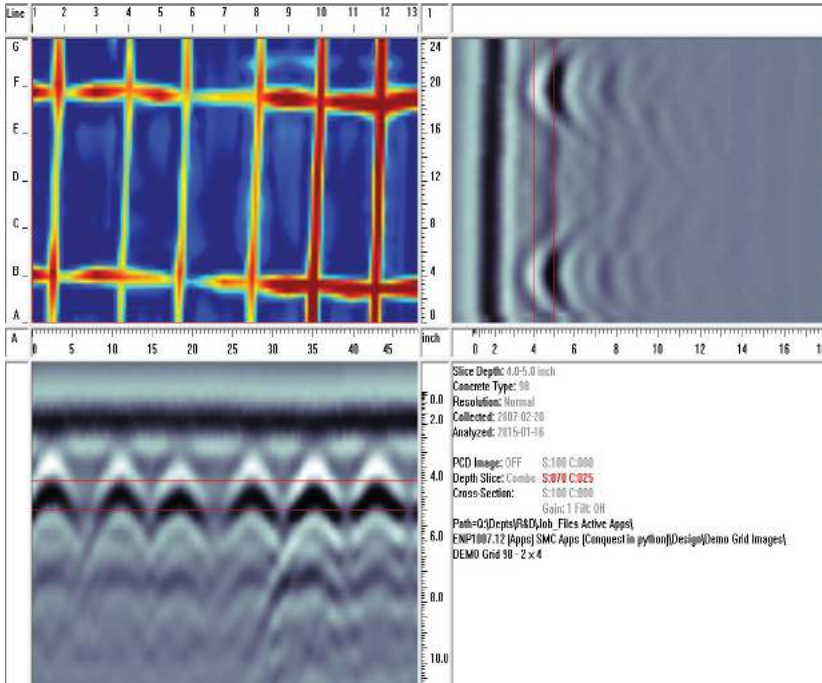 Line 1 2 3 4 5 6 7 8 9 10 11 12 13 1
G 24
F 20
E 16
D 12
C 8
B 4
A 0
A 0 5 10 15 20 25 30 35 40 45 inch 0 2 4 6 8 10 12 14 16 18
0.0
2.0
4.0
6.0
8.0
10.0
Slice Depth: 4.0-5.0 inch
Concrete Type: 98
Resolution: Normal
Collected: 2007-02-20
Analyzed: 2015-01-16
PCD Image: OFF S:100 C:000
Depth Slice: Combo S:070 C:025
Cross-Section: S:100 C:000
Gain: 1 Filt: Off
Path=Q:\Depts\R&D\Job_Files Active Apps\
ENP1007.12 [Apps] SMC Apps [Conquest in python]\Design\Demo Grid Images\
DEMO Grid 98 - 2 x 4